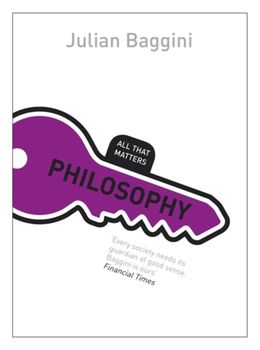 Julian Baggini
ALL THAT
MATTERS
PHILOSOPHY
'Every society needs its
guardian of good sense.
Baggini is ours'
Financial Times